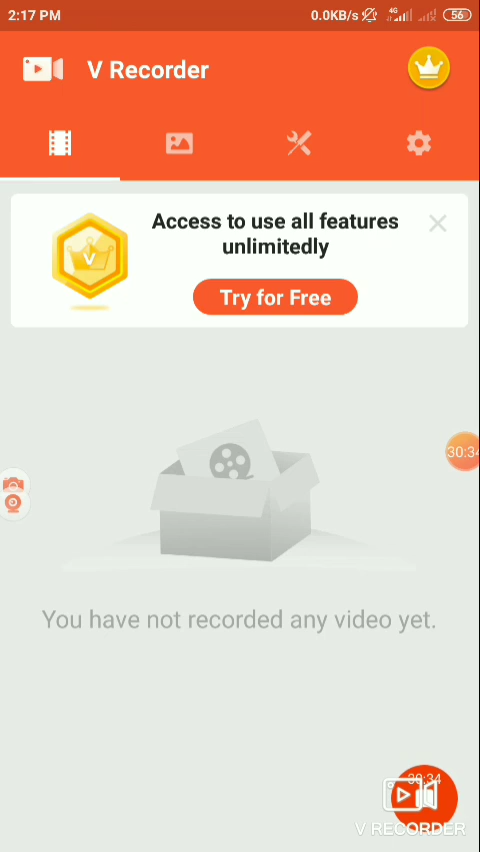 2:17 PM 0.0KB/s 4G 56
V Recorder
Access to use all features
unlimitedly
V
Try for Free
30:34
You have not recorded any video yet.
30:34
V RECORDER